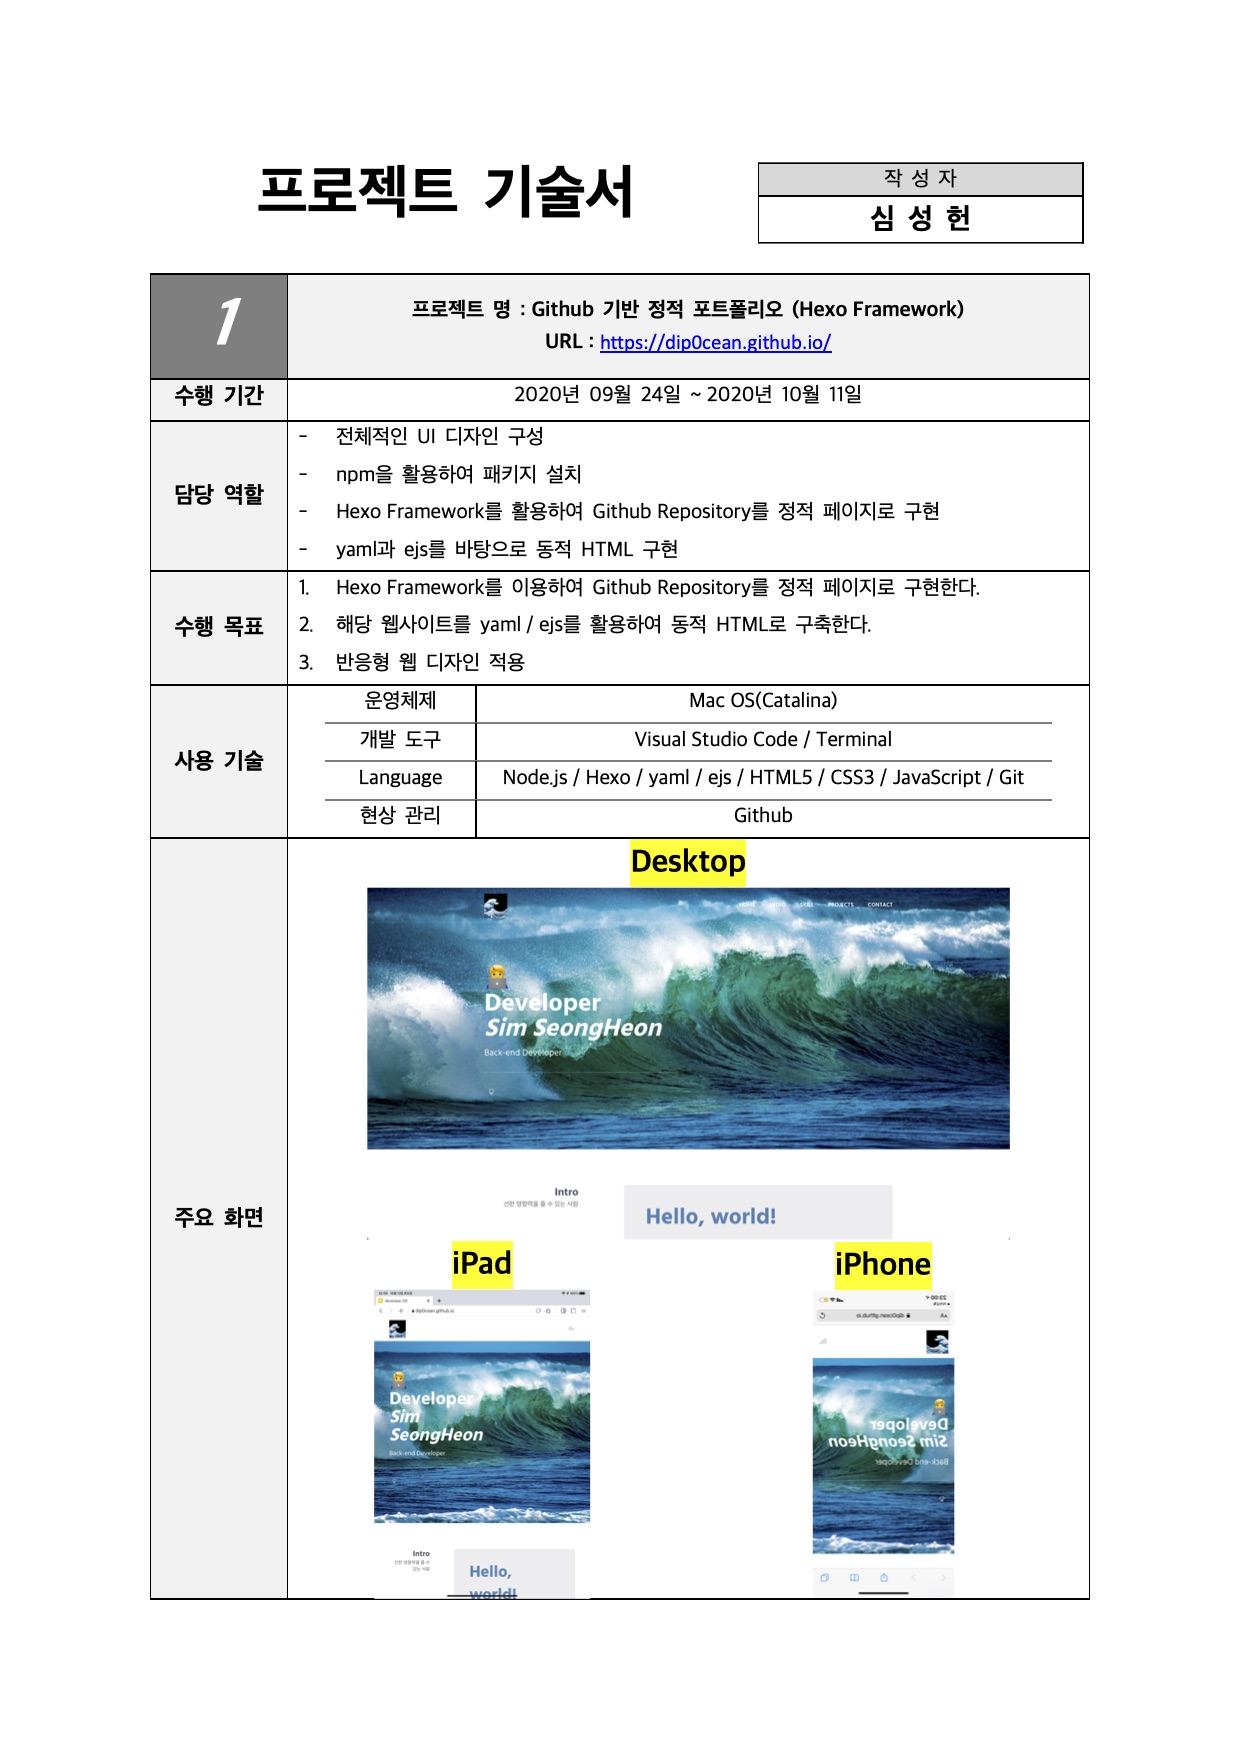 프로젝트 기술서
작 성 자
심 성 헌
1
프로젝트 명 : Github 기반 정적 포트폴리오 (Hexo Framework)
URL : https://dip0cean.github.io/
수행 기간
2020년 09월 24일 ~ 2020년 10월 11일
담당 역할
- 전체적인 UI 디자인 구성
- npm을 활용하여 패키지 설치
- Hexo Framework를 활용하여 Github Repository를 정적 페이지로 구현
- yaml과 ejs를 바탕으로 동적 HTML 구현
수행 목표
1. Hexo Framework를 이용하여 Github Repository를 정적 페이지로 구현한다.
2. 해당 웹사이트를 yaml / ejs를 활용하여 동적 HTML로 구축한다.
3. 반응형 웹 디자인 적용
사용 기술
운영체제 Mac OS(Catalina)
개발 도구 Visual Studio Code / Terminal
Language Node.js / Hexo / yaml / ejs / HTML5 / CSS3 / JavaScript / Git
현상 관리 Github
주요 화면
Desktop
PROJECTS CONTACT
Developer
Sim SeongHeon
Back-end Developer
Intro
선한 영향력을 줄 수 있는 사람
Hello, world!
iPad
dip0cean.github.io
Developer
Sim
SeongHeon
Back-end Developer
Intro
선한 영향력을 줄 수
있는 사람
Hello,
world!
iPhone
23:00
dip0cean.github.io
Developer
Sim SeongHeon
Back-end Developer